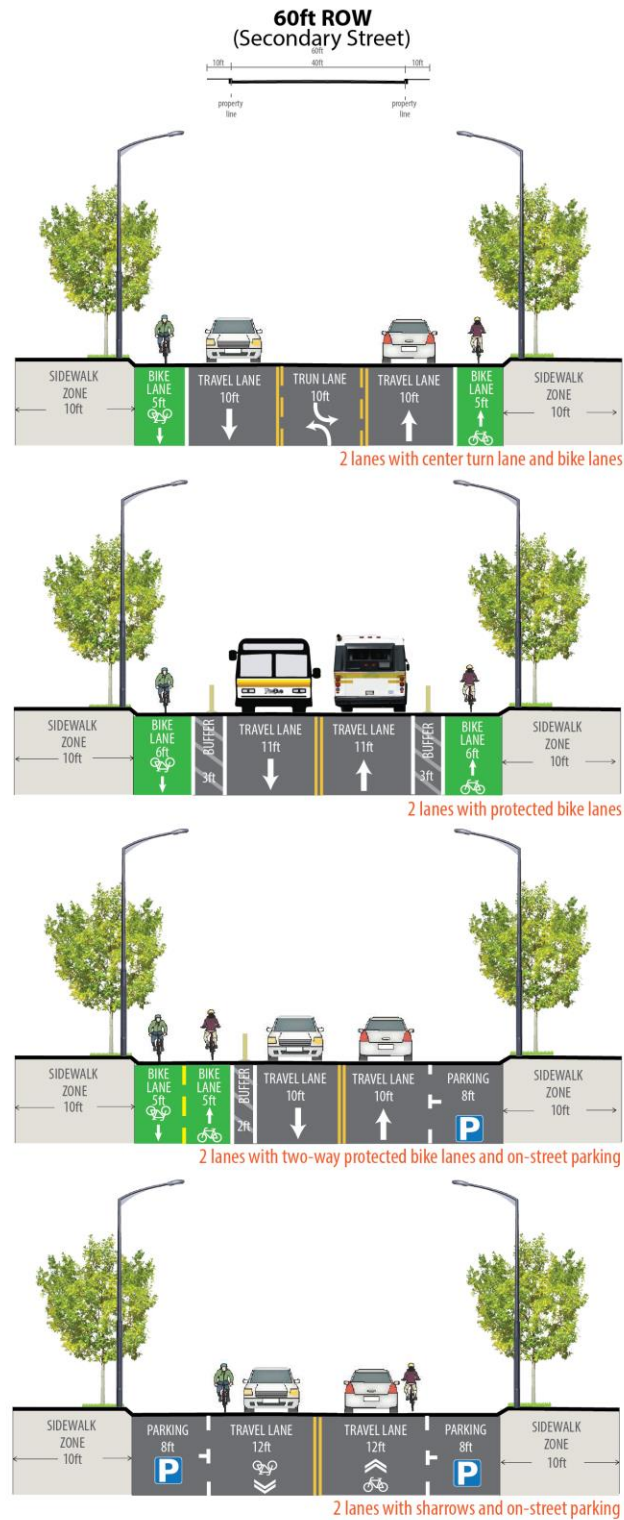 60ft ROW
(Secondary Street)
60ft
10ft 40ft 10ft
property
line
property
line
SIDEWALK
ZONE
10ft
BIKE
LANE
5ft
TRAVEL LANE
10ft
TRUN LANE
10ft
TRAVEL LANE
10ft
BIKE
LANE
5ft
SIDEWALK
ZONE
10ft
2 lanes with center turn lane and bike lanes
SIDEWALK
ZONE
10ft
BIKE
LANE
6ft
BUFFER
3ft
TRAVEL LANE
11ft
TRAVEL LANE
11ft
BUFFER
3ft
BIKE
LANE
6ft
SIDEWALK
ZONE
10ft
2 lanes with protected bike lanes
SIDEWALK
ZONE
10ft
BIKE
LANE
5ft
BIKE
LANE
5ft
BUFFER
2ft
TRAVEL LANE
10ft
TRAVEL LANE
10ft
PARKING
8ft
P
SIDEWALK
ZONE
10ft
2 lanes with two-way protected bike lanes and on-street parking
SIDEWALK
ZONE
10ft
PARKING
8ft
P
TRAVEL LANE
12ft
TRAVEL LANE
12ft
PARKING
8ft
P
SIDEWALK
ZONE
10ft
2 lanes with sharrows and on-street parking